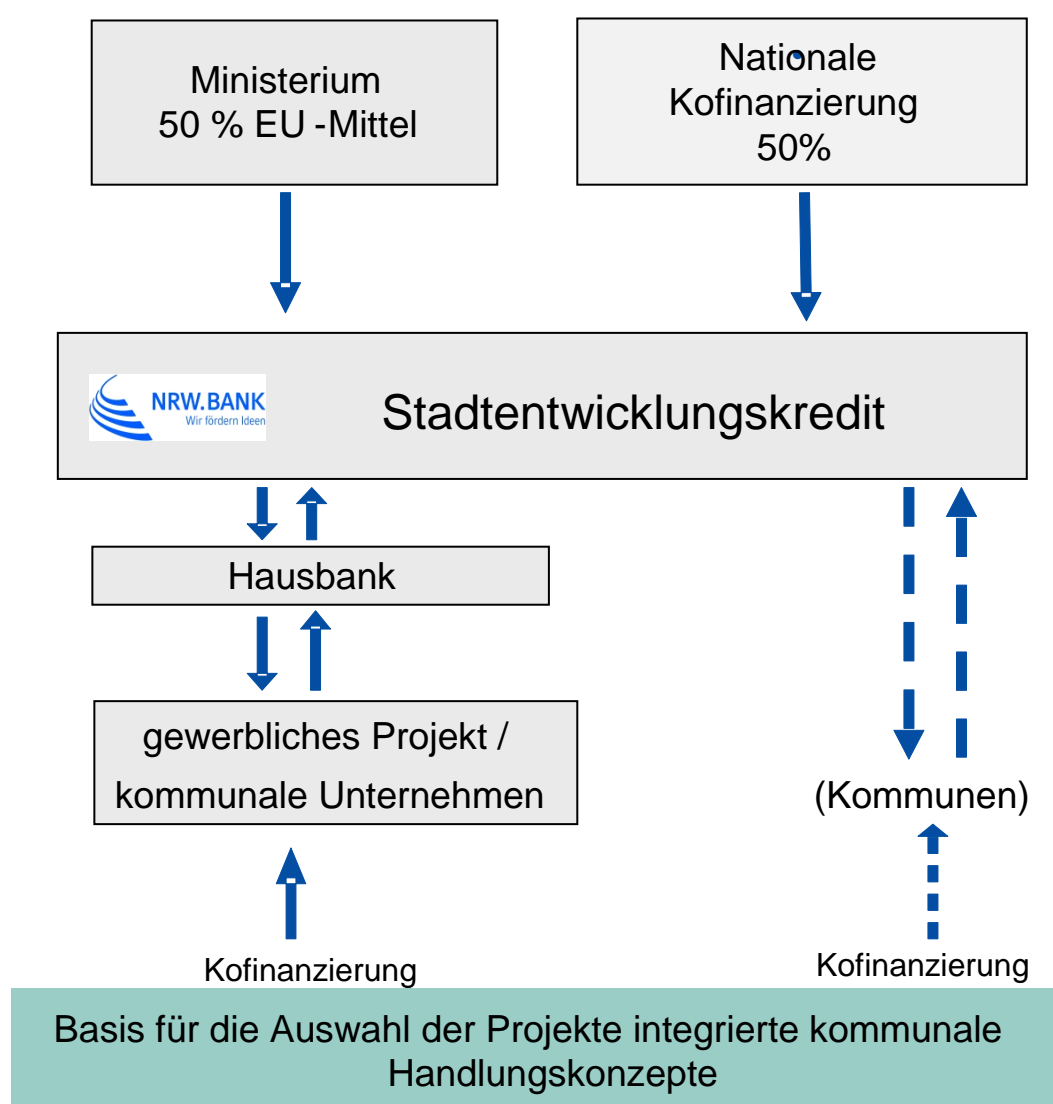 Ministerium
50 % EU -Mittel
Nationale
Kofinanzierung
50%
NRW.BANK
Wir fördern Ideen
Stadtentwicklungskredit
Hausbank
gewerbliches Projekt /
kommunale Unternehmen
(Kommunen)
Kofinanzierung
Kofinanzierung
Basis für die Auswahl der Projekte integrierte kommunale
Handlungskonzepte